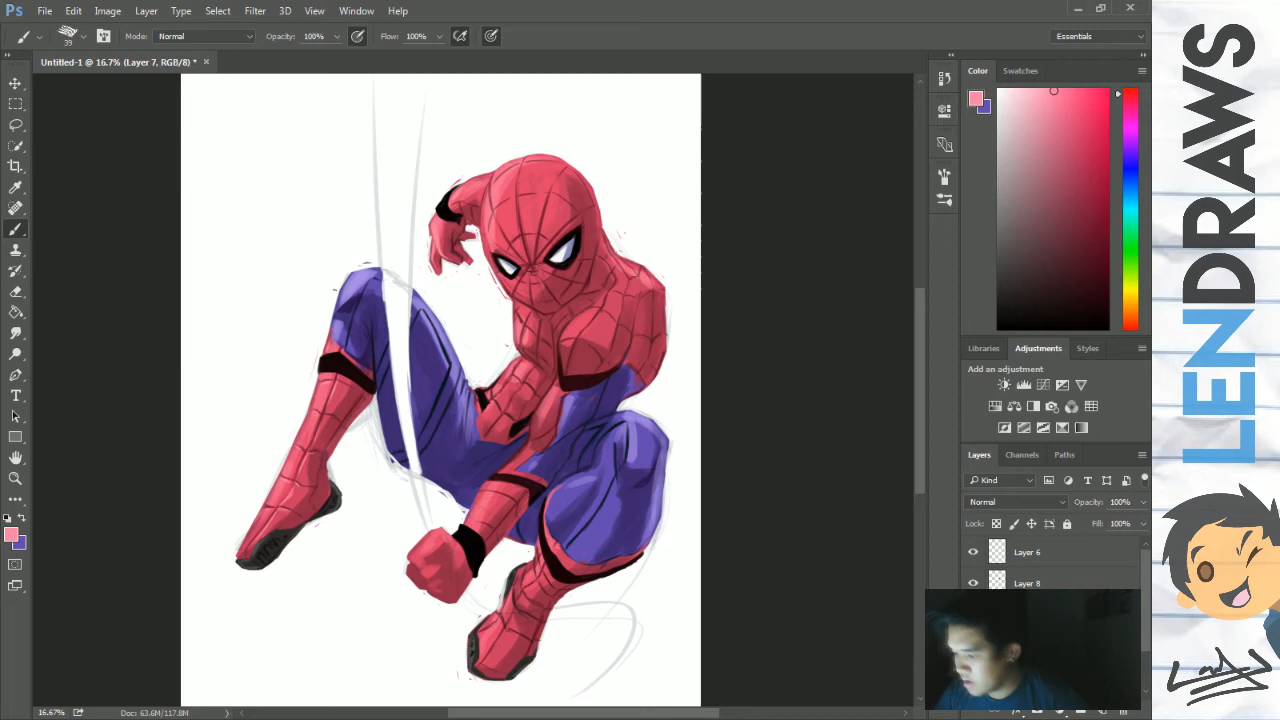 Ps File Edit Image Layer Type Select Filter 3D View Window Help
39 Mode: Normal Opacity: 100% Flow: 100% Essentials
Untitled-1 @ 16.7% (Layer 7, RGB/8) * ×
Color Swatches
Libraries Adjustments Styles
Add an adjustment
Layers Channels Paths
Kind
Normal Opacity: 100%
Lock: Fill: 100%
Layer 6
Layer 8
16.67% Doc: 63.6M/117.8M
LENDRAWS